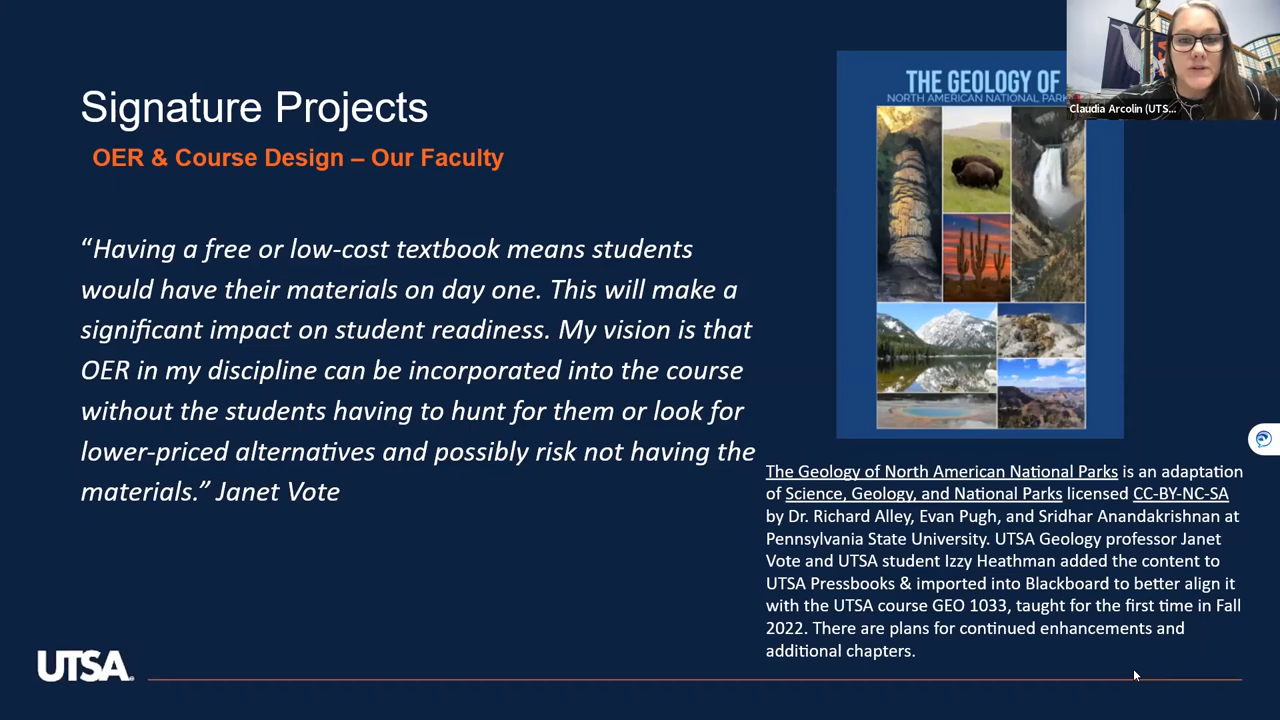 Signature Projects
OER & Course Design – Our Faculty
“Having a free or low-cost textbook means students
would have their materials on day one. This will make a
significant impact on student readiness. My vision is that
OER in my discipline can be incorporated into the course
without the students having to hunt for them or look for
lower-priced alternatives and possibly risk not having the
materials.” Janet Vote
THE GEOLOGY OF
NORTH AMERICAN NATIONAL PARK
Claudia Arcolin (UTS...
The Geology of North American National Parks is an adaptation
of Science, Geology, and National Parks licensed CC-BY-NC-SA
by Dr. Richard Alley, Evan Pugh, and Sridhar Anandakrishnan at
Pennsylvania State University. UTSA Geology professor Janet
Vote and UTSA student Izzy Heathman added the content to
UTSA Pressbooks & imported into Blackboard to better align it
with the UTSA course GEO 1033, taught for the first time in Fall
2022. There are plans for continued enhancements and
additional chapters.
UTSA